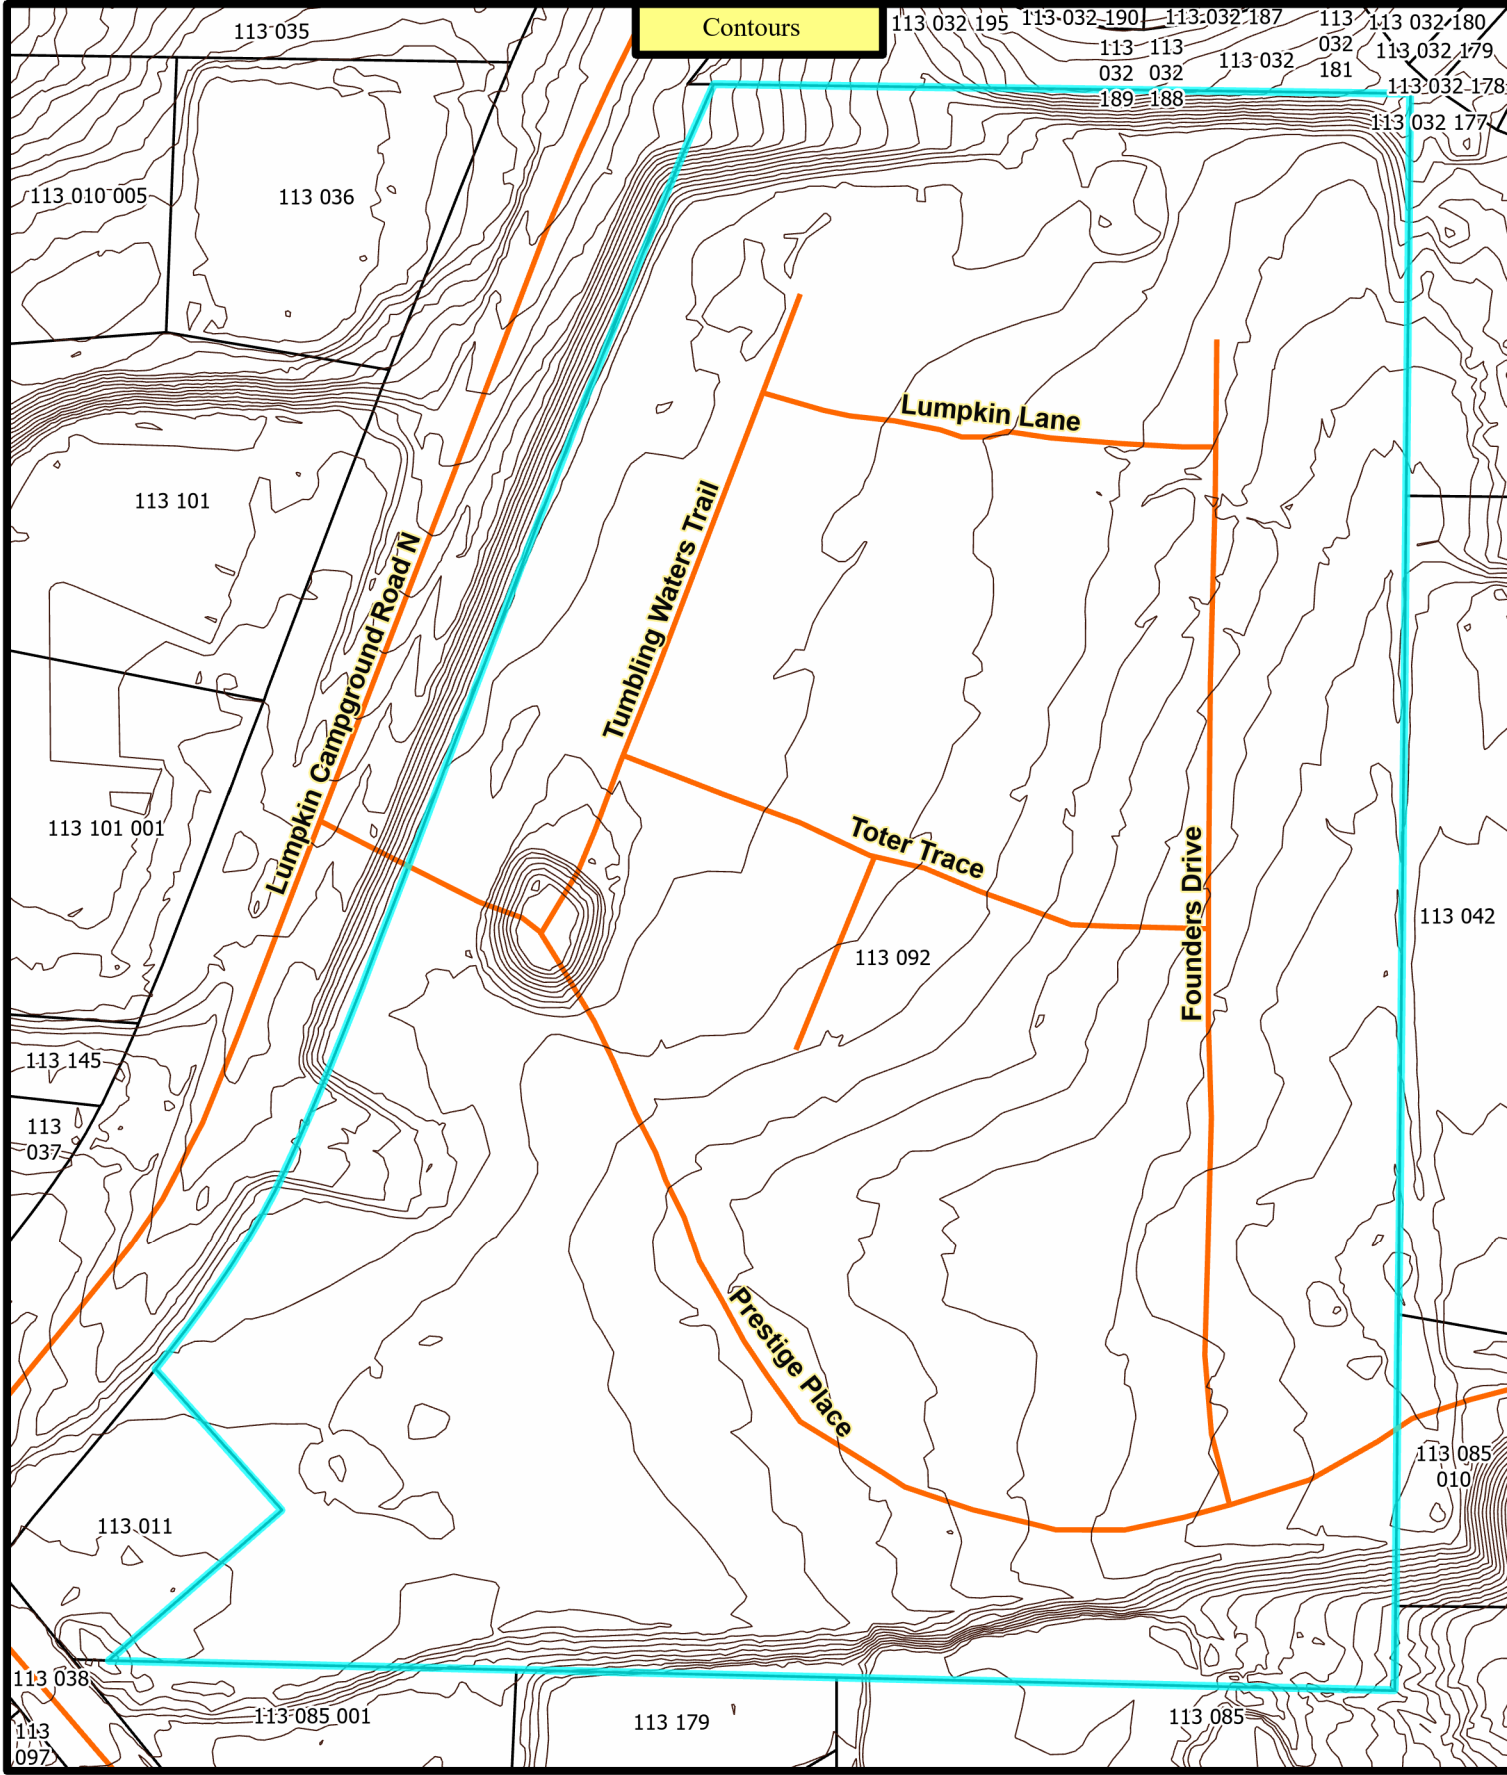 Contours
113 035
113 032 195
113 032 190
113 032 187
113
032
181
113 032 180
113 032 179
113 032 178
113 032 177
113
032
189
113
032
188
113 032
113 010 005
113 036
Lumpkin Lane
113 101
Tumbling Waters Trail
Lumpkin Campground Road N
113 101 001
Toter Trace
Founders Drive
113 092
113 042
113 145
113
037
Prestige Place
113 085
010
113 011
113 038
113 085 001
113 179
113 085
113
097